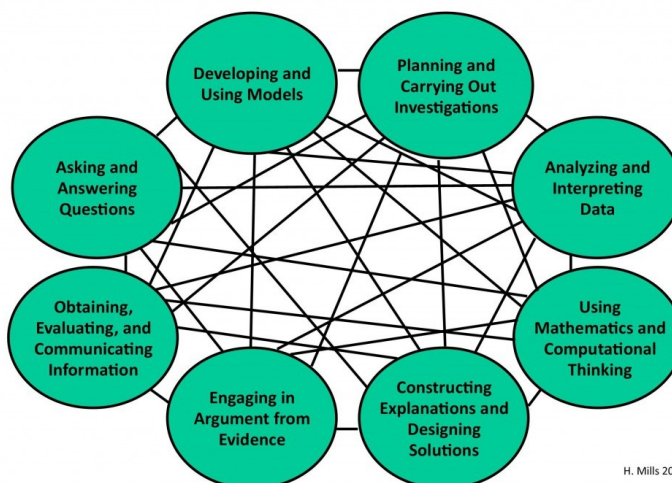 Developing and
Using Models
Planning and
Carrying Out
Investigations
Asking and
Answering
Questions
Analyzing and
Interpreting
Data
Obtaining,
Evaluating, and
Communicating
Information
Using
Mathematics and
Computational
Thinking
Engaging in
Argument from
Evidence
Constructing
Explanations and
Designing
Solutions
H. Mills 20